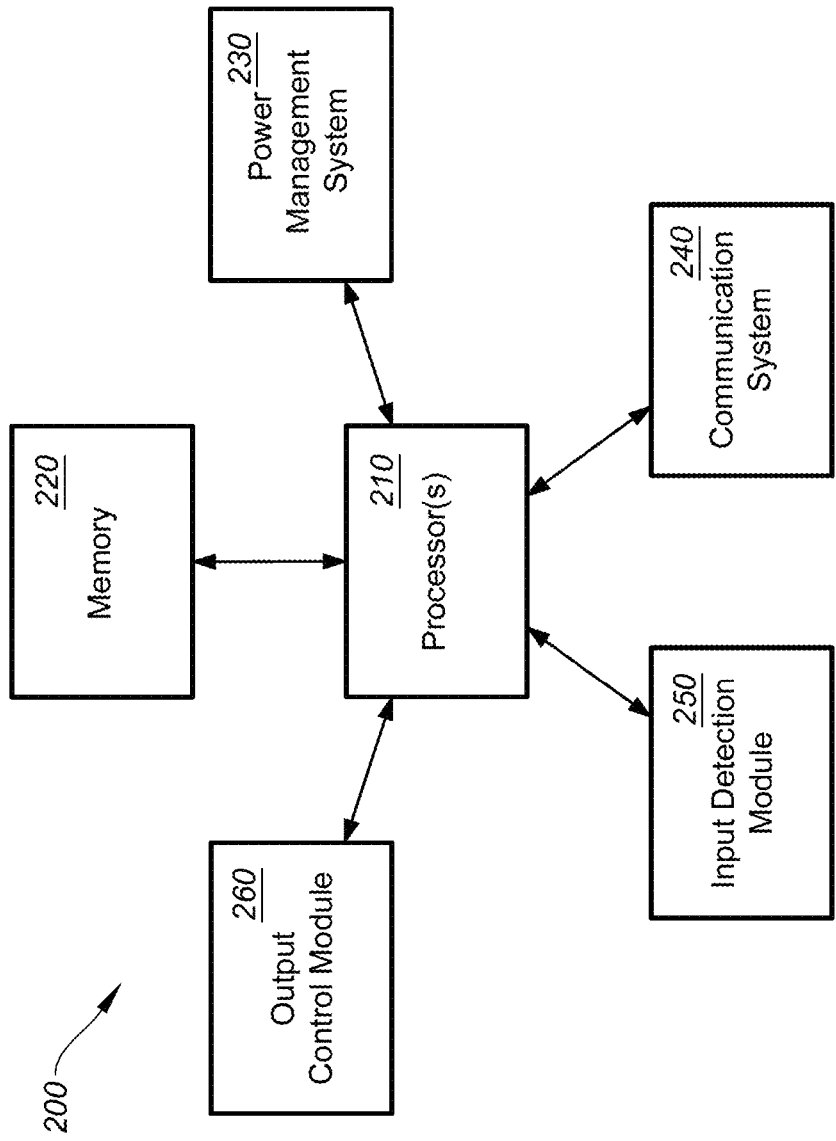 200
220
Memory
230
Power
Management
System
260
Output
Control Module
210
Processor(s)
250
Input Detection
Module
240
Communication
System